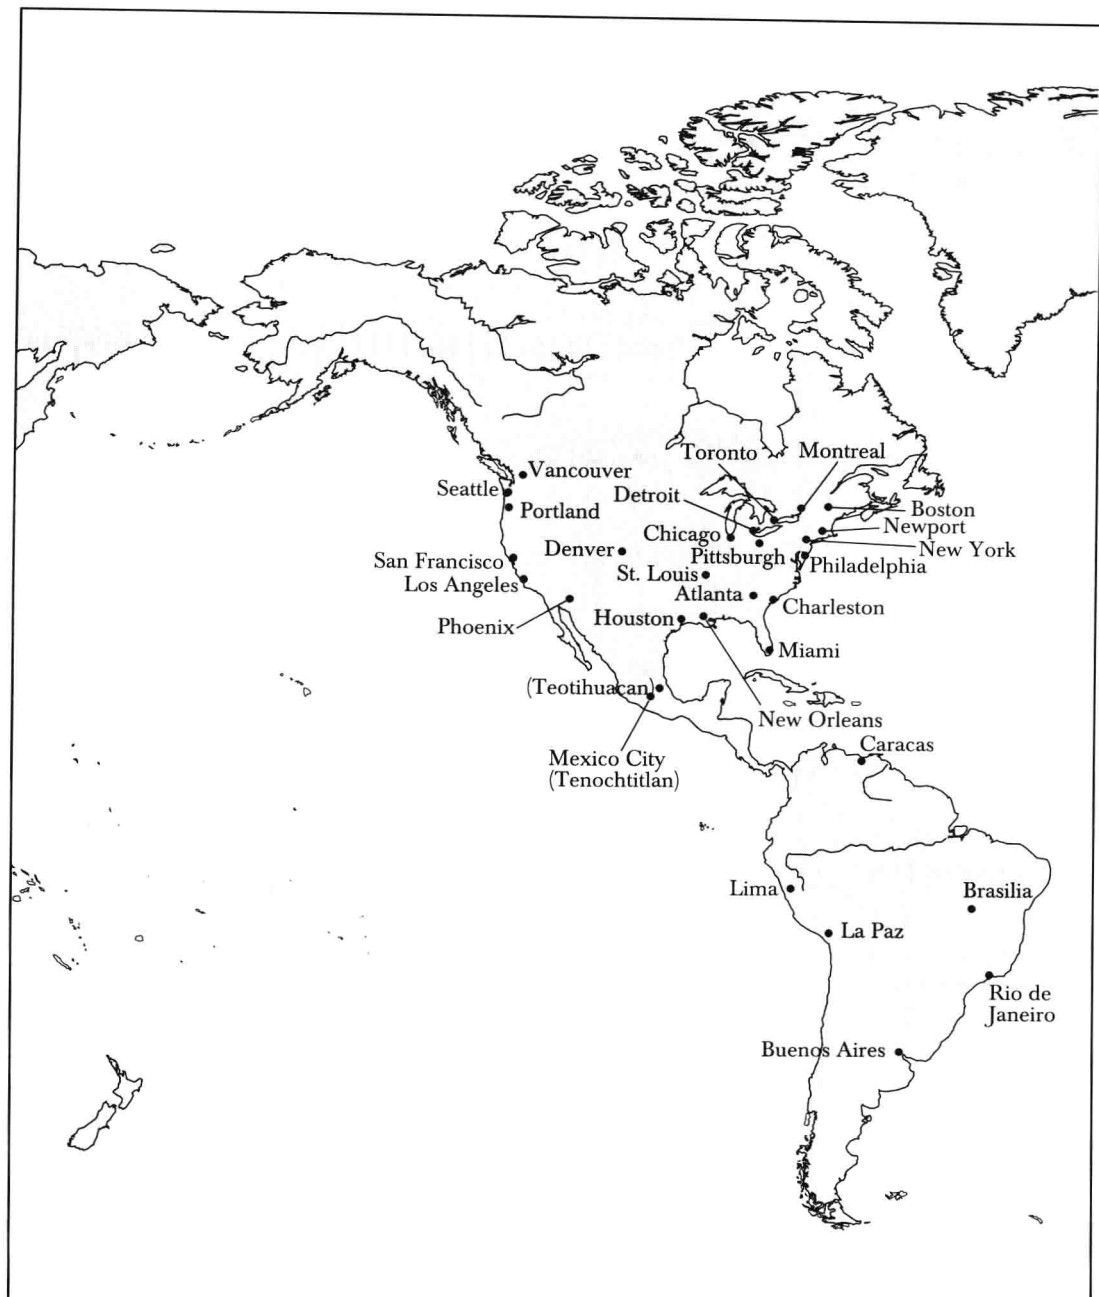 Toronto
Montreal
Vancouver
Seattle
Detroit
Boston
Portland
Newport
Chicago
New York
Denver
Pittsburgh
San Francisco
Philadelphia
St. Louis
Los Angeles
Atlanta
Charleston
Houston
Phoenix
Miami
(Teotihuacan)
New Orleans
Mexico City
(Tenochtitlan)
Caracas
Lima
Brasilia
La Paz
Rio de
Janeiro
Buenos Aires